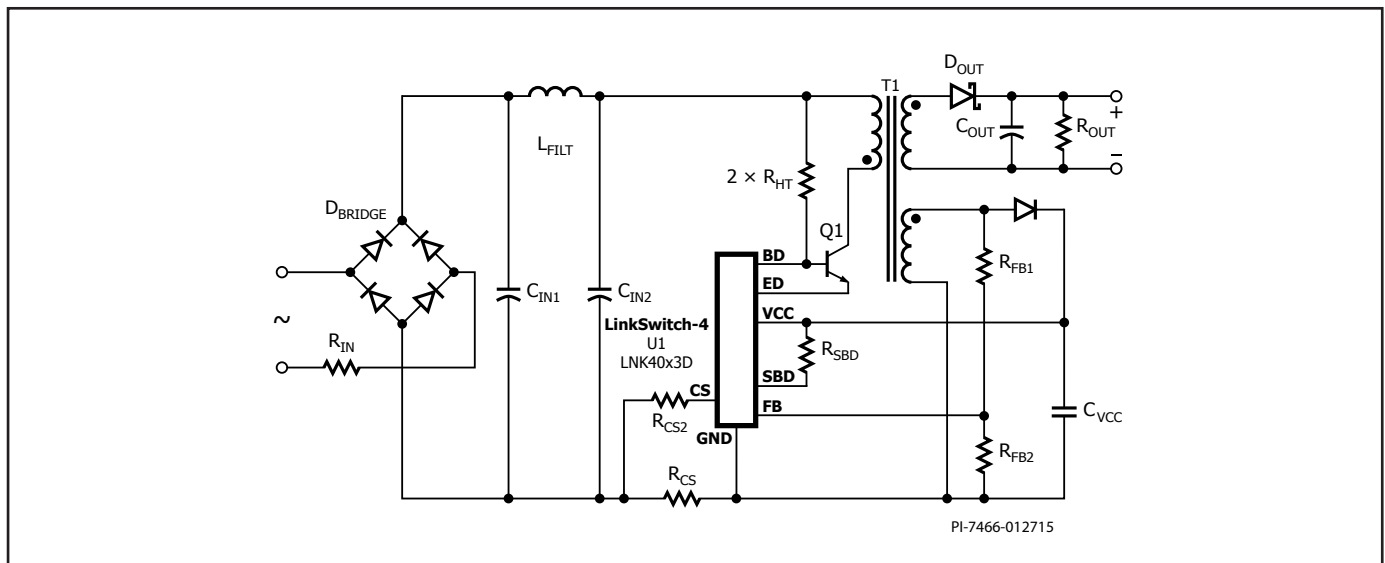 D_OUT
T1
+
C_OUT
R_OUT
L_FILT
−
2 × R_HT
D_BRIDGE
Q1
BD
R_FB1
ED
C_IN1
C_IN2
VCC
~
LinkSwitch-4
U1
R_SBD
R_IN
LNK40x3D
SBD
CS
FB
C_VCC
R_CS2
GND
R_FB2
R_CS
PI-7466-012715